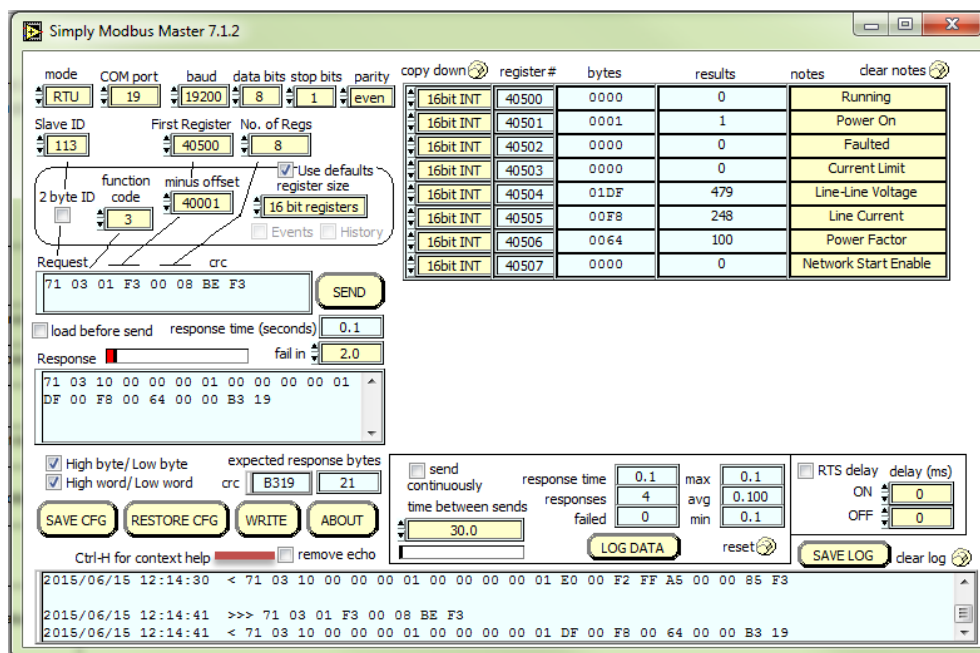 Simply Modbus Master 7.1.2
mode COM port baud data bits stop bits parity
RTU 19 19200 8 1 even
Slave ID First Register No. of Regs
113 40500 8
Use defaults
function code minus offset register size
2 byte ID 3 40001 16 bit registers
Events History
Request crc
71 03 01 F3 00 08 BE F3
SEND
load before send response time (seconds) 0.1
Response fail in 2.0
71 03 10 00 00 00 01 00 00 00 00 01
DF 00 F8 00 64 00 00 B3 19
High byte/ Low byte expected response bytes
High word/ Low word crc B319 21
SAVE CFG RESTORE CFG WRITE ABOUT
Ctrl-H for context help remove echo
copy down register # bytes results notes clear notes
16bit INT 40500 0000 0 Running
16bit INT 40501 0001 1 Power On
16bit INT 40502 0000 0 Faulted
16bit INT 40503 0000 0 Current Limit
16bit INT 40504 01DF 479 Line-Line Voltage
16bit INT 40505 00F8 248 Line Current
16bit INT 40506 0064 100 Power Factor
16bit INT 40507 0000 0 Network Start Enable
send continuously
time between sends
30.0
response time 0.1 max 0.1
responses 4 avg 0.100
failed 0 min 0.1
LOG DATA reset
RTS delay delay (ms)
ON 0
OFF 0
SAVE LOG clear log
2015/06/15 12:14:30 < 71 03 10 00 00 00 01 00 00 00 00 01 E0 00 F2 FF A5 00 00 85 F3
2015/06/15 12:14:41 >>> 71 03 01 F3 00 08 BE F3
2015/06/15 12:14:41 < 71 03 10 00 00 00 01 00 00 00 00 01 DF 00 F8 00 64 00 00 B3 19